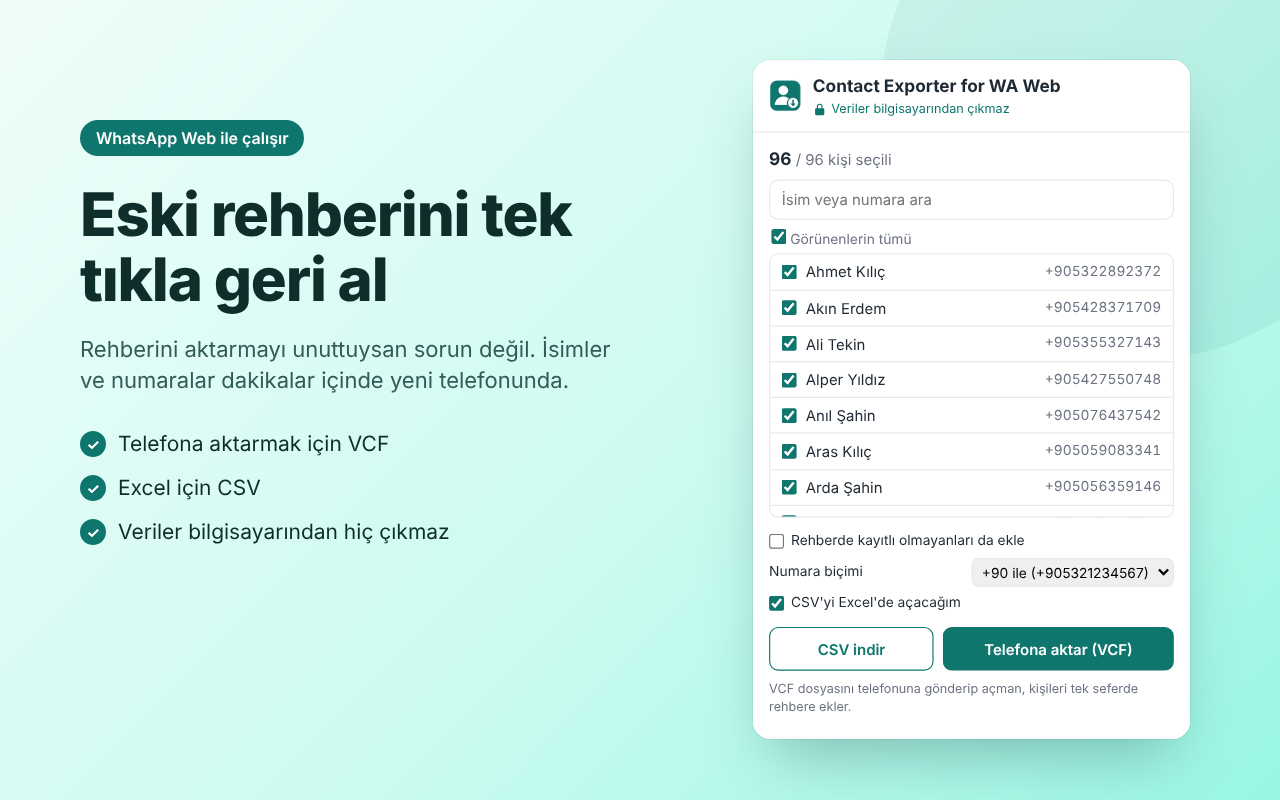 WhatsApp Web ile çalışır
Eski rehberini tek
tıkla geri al
Rehberini aktarmayı unuttuysan sorun değil. İsimler
ve numaralar dakikalar içinde yeni telefonunda.
Telefona aktarmak için VCF
Excel için CSV
Veriler bilgisayarından hiç çıkmaz
Contact Exporter for WA Web
Veriler bilgisayarından çıkmaz
96 / 96 kişi seçili
İsim veya numara ara
Görünenlerin tümü
Ahmet Kılıç +905322892372
Akın Erdem +905428371709
Ali Tekin +905355327143
Alper Yıldız +905427550748
Anıl Şahin +905076437542
Aras Kılıç +905059083341
Arda Şahin +905056359146
Rehberde kayıtlı olmayanları da ekle
Numara biçimi +90 ile (+905321234567)
CSV'yi Excel'de açacağım
CSV indir Telefona aktar (VCF)
VCF dosyasını telefonuna gönderip açman, kişileri tek seferde
rehbere ekler.